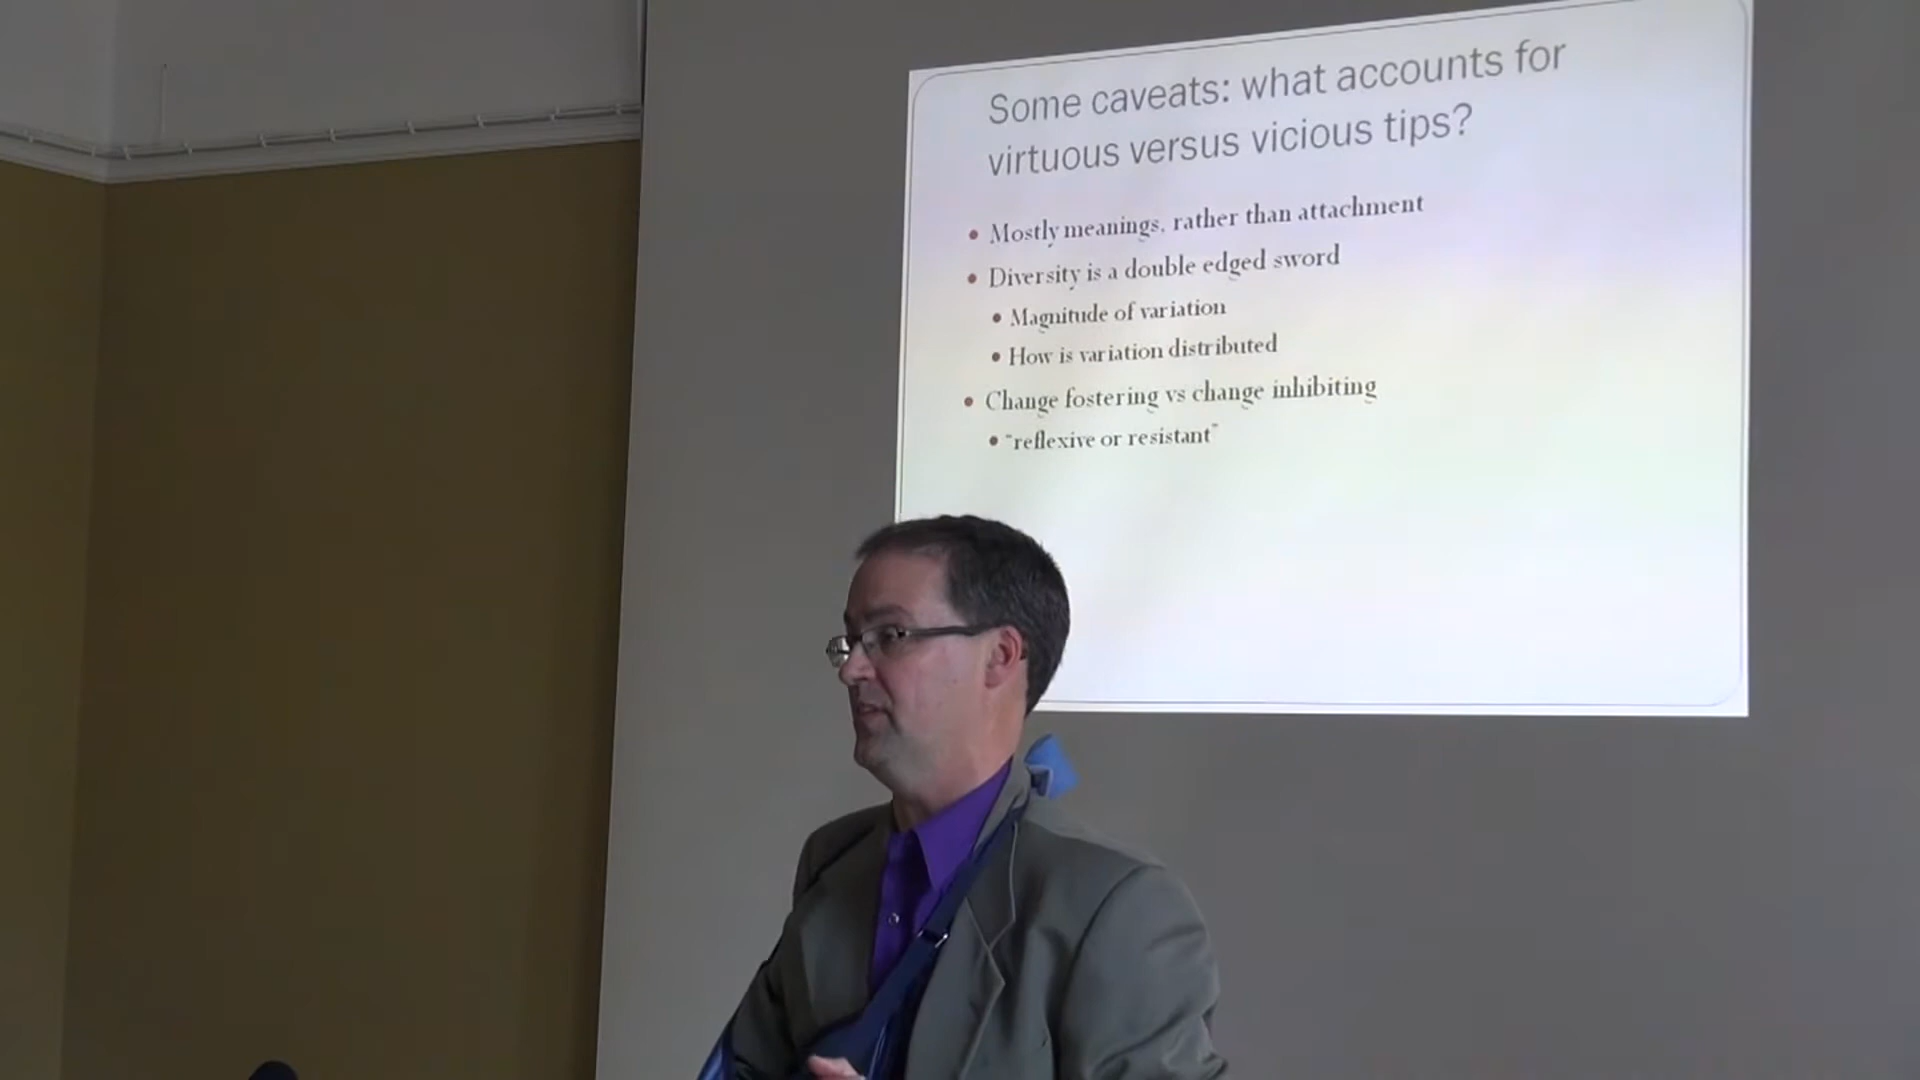 Some caveats: what accounts for
virtuous versus vicious tips?
• Mostly meanings, rather than attachment
• Diversity is a double edged sword
• Magnitude of variation
• How is variation distributed
• Change fostering vs change inhibiting
• "reflexive or resistant"